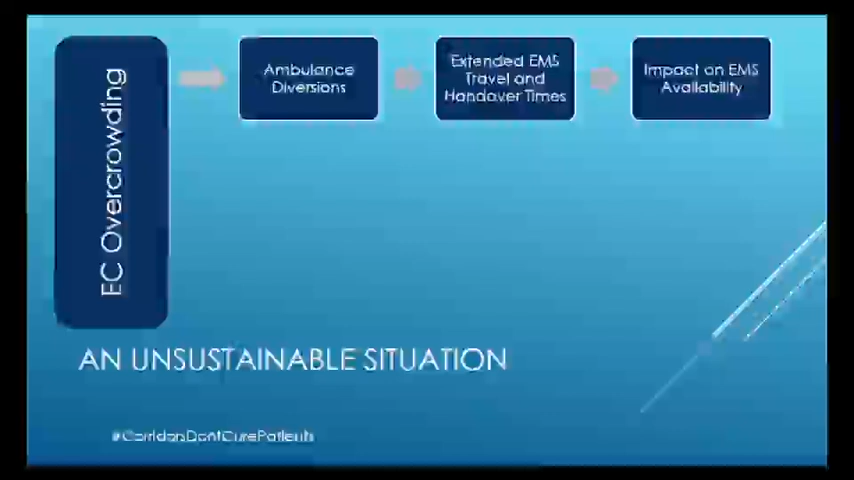 EC Overcrowding
Ambulance
Diversions
Extended EMS
Travel and
Handover Times
Impact on EMS
Availability
AN UNSUSTAINABLE SITUATION
#CorridorsDontCurePatients